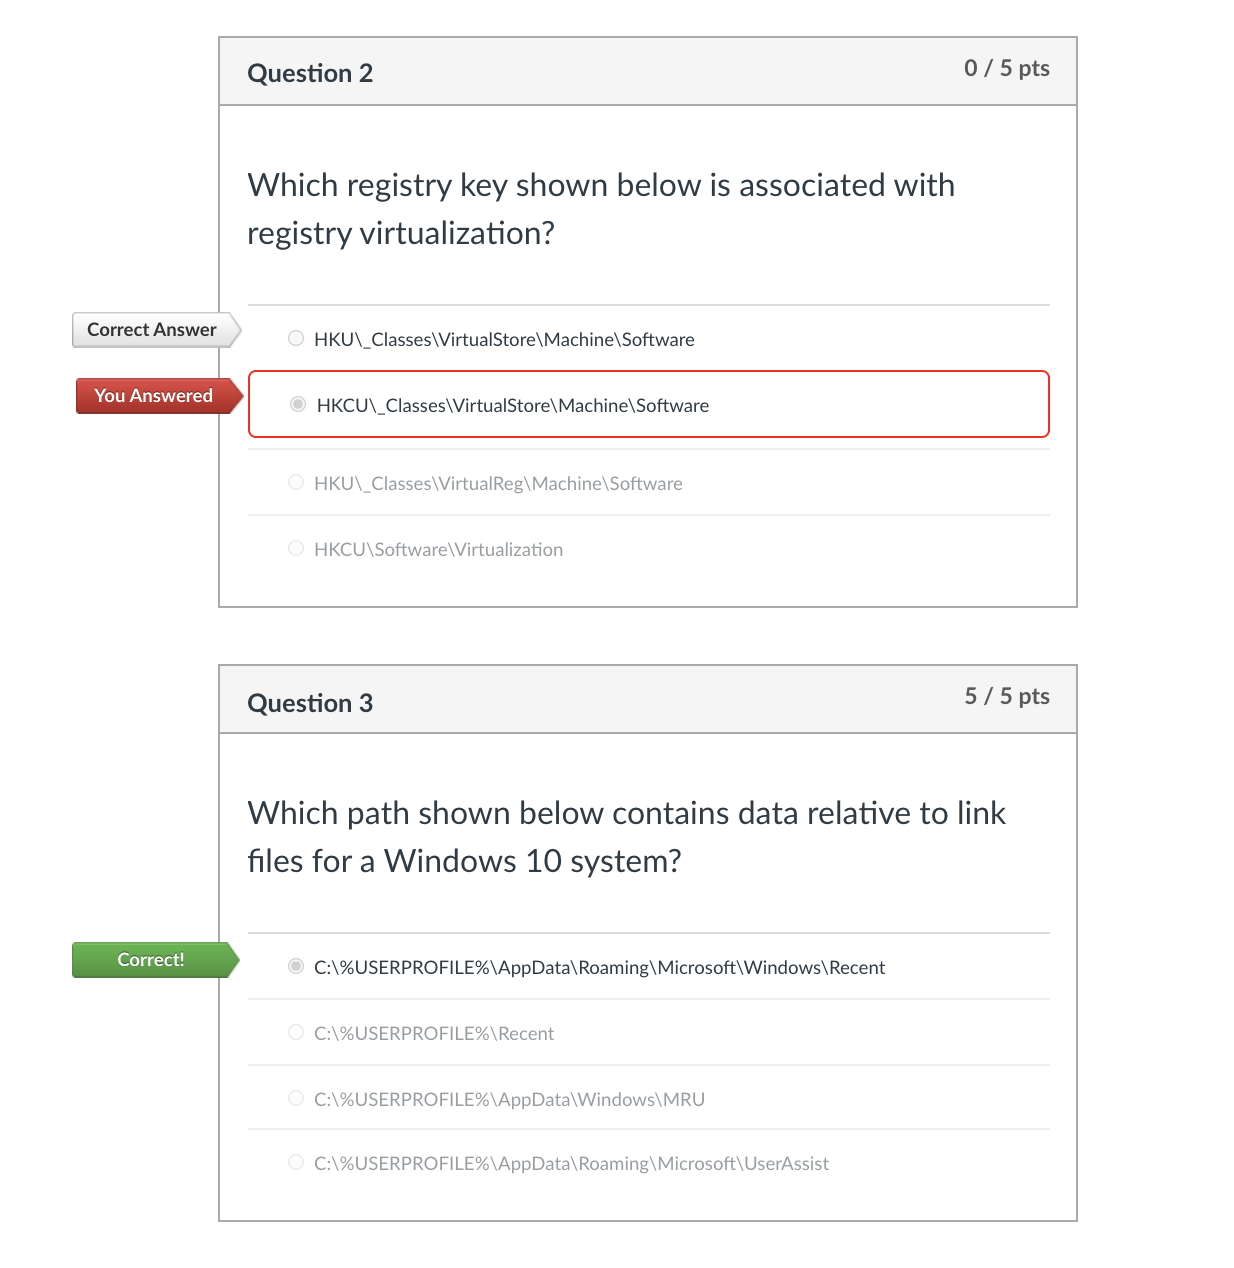 Question 2
0 / 5 pts
Which registry key shown below is associated with
registry virtualization?
Correct Answer
HKU\_Classes\VirtualStore\Machine\Software
You Answered
HKCU\_Classes\VirtualStore\Machine\Software
HKU\_Classes\VirtualReg\Machine\Software
HKCU\Software\Virtualization
Question 3
5 / 5 pts
Which path shown below contains data relative to link
files for a Windows 10 system?
Correct!
C:\%USERPROFILE%\AppData\Roaming\Microsoft\Windows\Recent
C:\%USERPROFILE%\Recent
C:\%USERPROFILE%\AppData\Windows\MRU
C:\%USERPROFILE%\AppData\Roaming\Microsoft\UserAssist